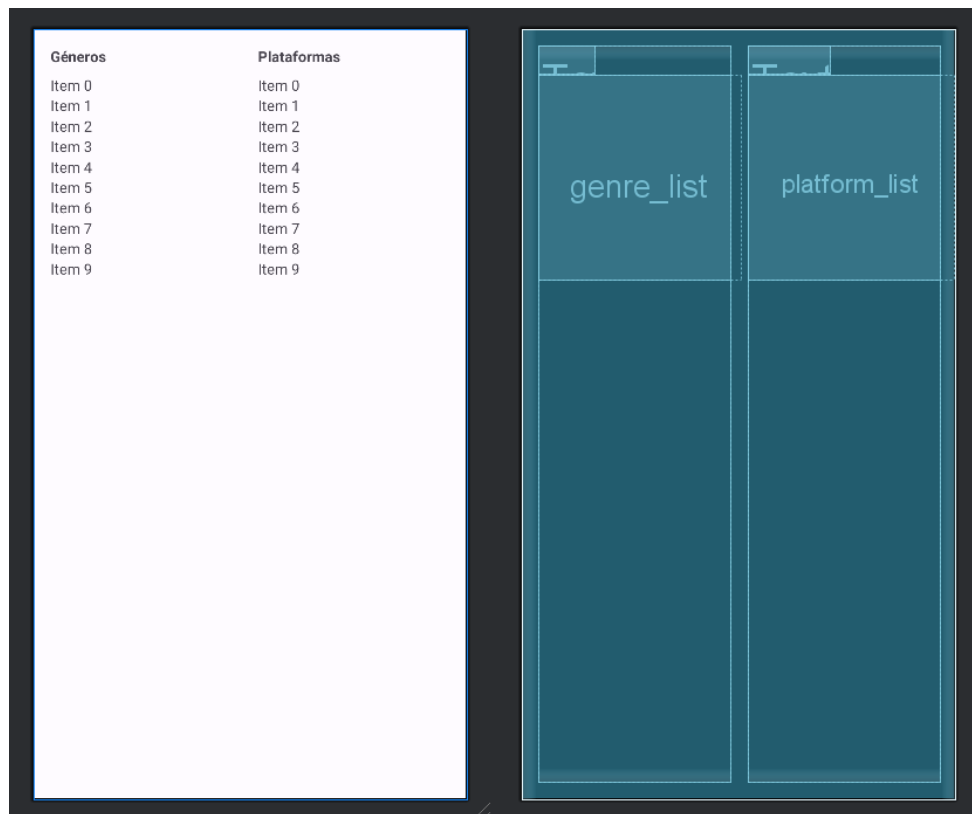 Géneros
Item 0
Item 1
Item 2
Item 3
Item 4
Item 5
Item 6
Item 7
Item 8
Item 9
Plataformas
Item 0
Item 1
Item 2
Item 3
Item 4
Item 5
Item 6
Item 7
Item 8
Item 9
genre_list
platform_list